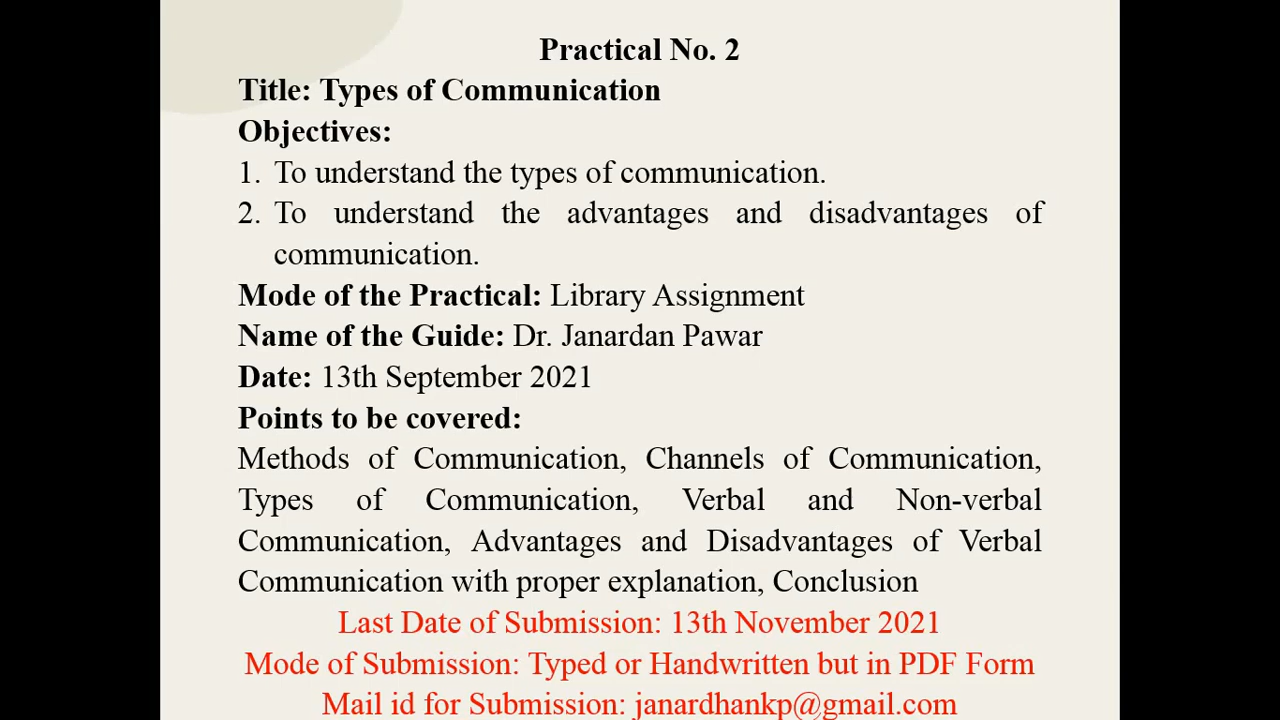 Practical No. 2
Title: Types of Communication
Objectives:
1. To understand the types of communication.
2. To understand the advantages and disadvantages of
communication.
Mode of the Practical: Library Assignment
Name of the Guide: Dr. Janardan Pawar
Date: 13th September 2021
Points to be covered:
Methods of Communication, Channels of Communication,
Types of Communication, Verbal and Non-verbal
Communication, Advantages and Disadvantages of Verbal
Communication with proper explanation, Conclusion
Last Date of Submission: 13th November 2021
Mode of Submission: Typed or Handwritten but in PDF Form
Mail id for Submission: janardhankp@gmail.com